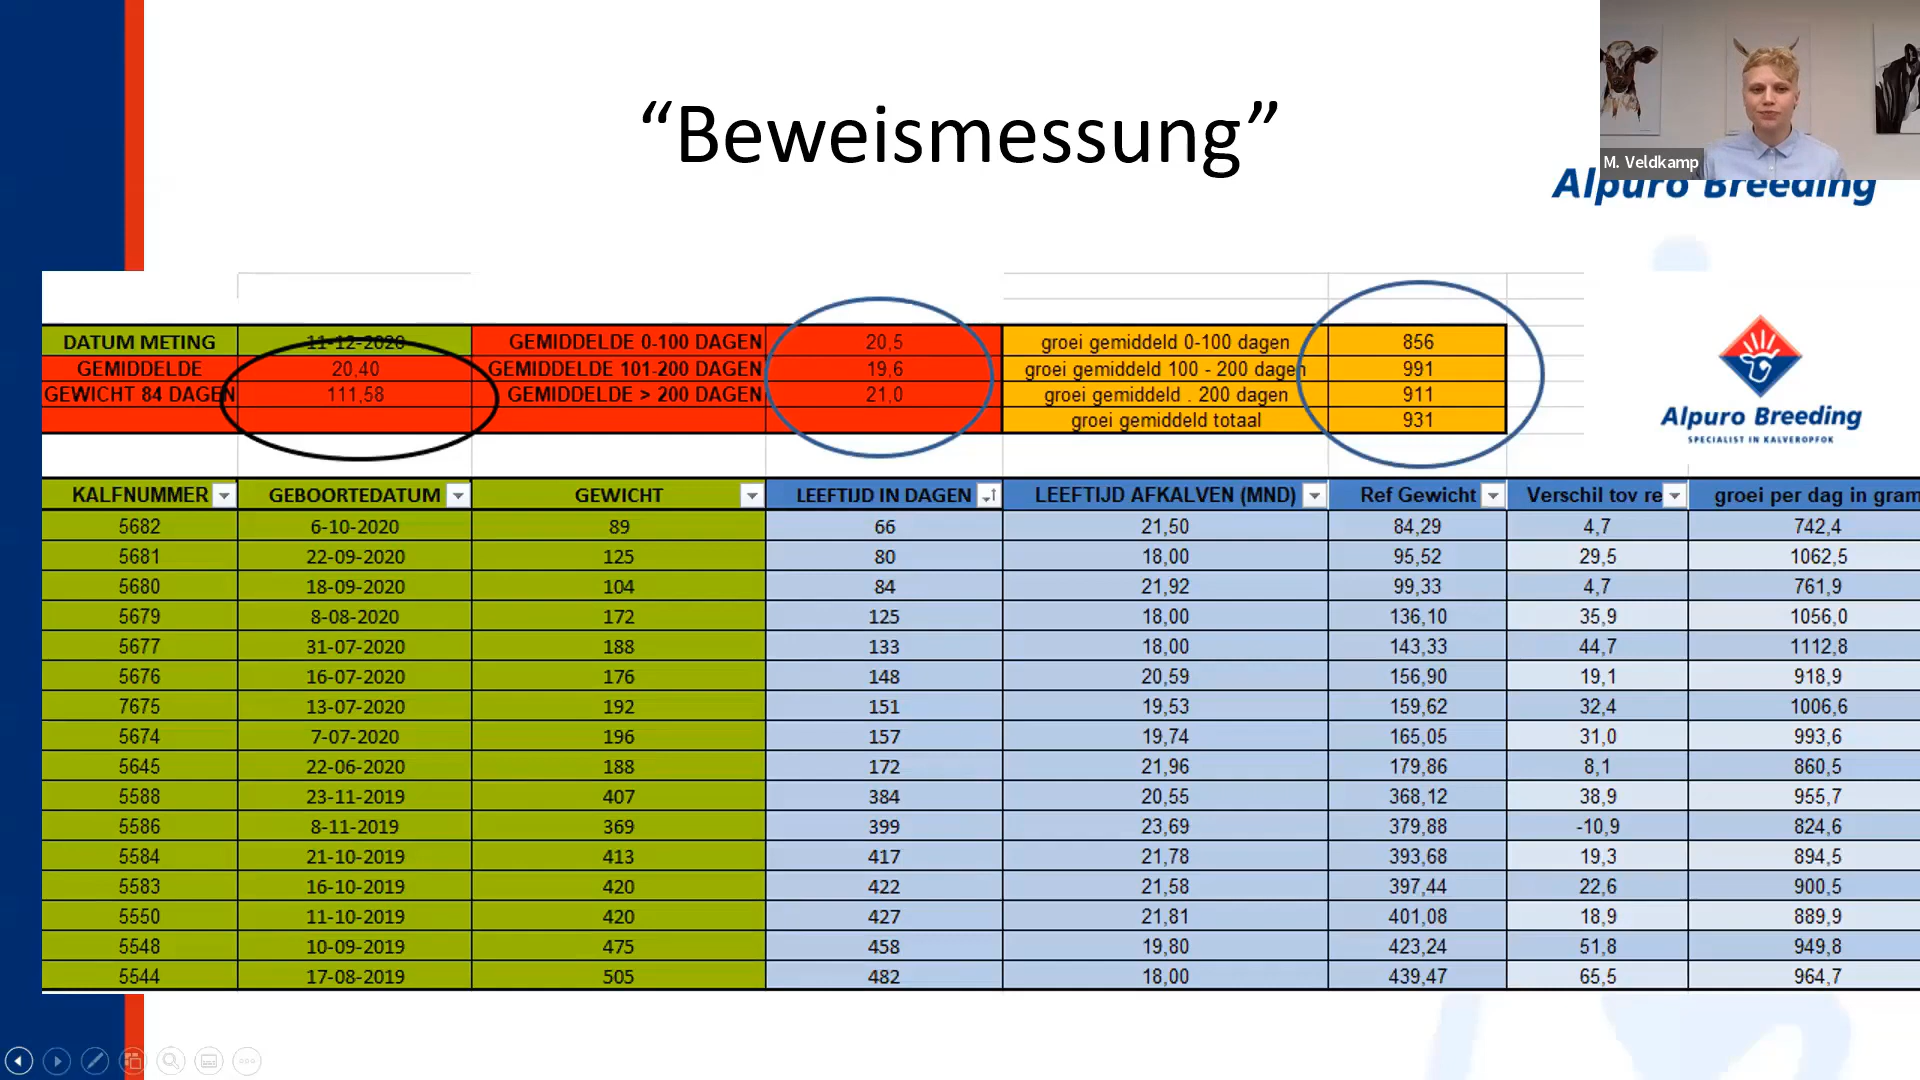 “Beweismessung”
M. Veldkamp
Alpuro Breeding
DATUM METING 11-12-2020 GEMIDDELDE 0-100 DAGEN 20,5 groei gemiddeld 0-100 dagen 856
GEMIDDELDE 20,40 GEMIDDELDE 101-200 DAGEN 19,6 groei gemiddeld 100 - 200 dagen 991
GEWICHT 84 DAGEN 111,58 GEMIDDELDE > 200 DAGEN 21,0 groei gemiddeld . 200 dagen 911
groei gemiddeld totaal 931
Alpuro Breeding
SPECIALIST IN KALVEROPFOK
KALFNUMMER GEBOORTEDATUM GEWICHT LEEFTIJD IN DAGEN LEEFTIJD AFKALVEN (MND) Ref Gewicht Verschil tov re groei per dag in gram
5682 6-10-2020 89 66 21,50 84,29 4,7 742,4
5681 22-09-2020 125 80 18,00 95,52 29,5 1062,5
5680 18-09-2020 104 84 21,92 99,33 4,7 761,9
5679 8-08-2020 172 125 18,00 136,10 35,9 1056,0
5677 31-07-2020 188 133 18,00 143,33 44,7 1112,8
5676 16-07-2020 176 148 20,59 156,90 19,1 918,9
7675 13-07-2020 192 151 19,53 159,62 32,4 1006,6
5674 7-07-2020 196 157 19,74 165,05 31,0 993,6
5645 22-06-2020 188 172 21,96 179,86 8,1 860,5
5588 23-11-2019 407 384 20,55 368,12 38,9 955,7
5586 8-11-2019 369 399 23,69 379,88 -10,9 824,6
5584 21-10-2019 413 417 21,78 393,68 19,3 894,5
5583 16-10-2019 420 422 21,58 397,44 22,6 900,5
5550 11-10-2019 420 427 21,81 401,08 18,9 889,9
5548 10-09-2019 475 458 19,80 423,24 51,8 949,8
5544 17-08-2019 505 482 18,00 439,47 65,5 964,7